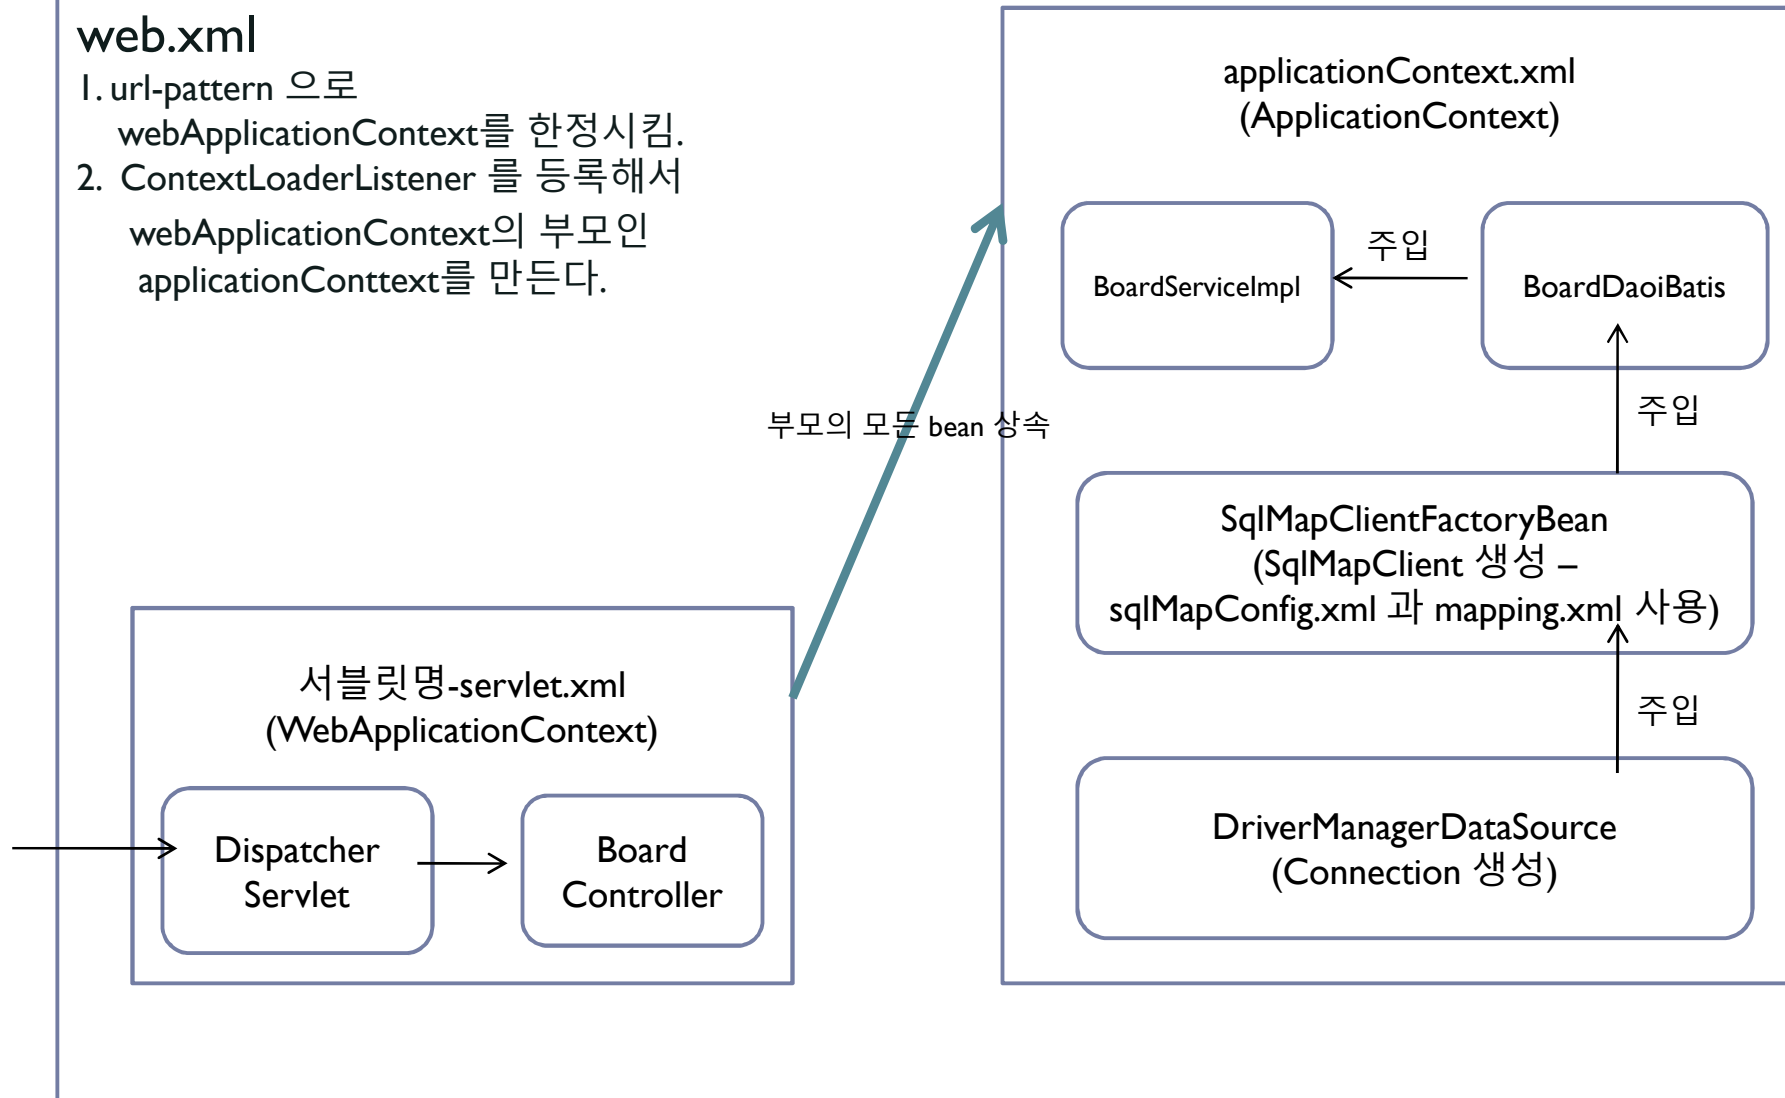 web.xml
1. url-pattern 으로
webApplicationContext를 한정시킴.
2. ContextLoaderListener 를 등록해서
webApplicationContext의 부모인
applicationConttext를 만든다.
부모의 모든 bean 상속
서블릿명-servlet.xml
(WebApplicationContext)
Dispatcher
Servlet
Board
Controller
applicationContext.xml
(ApplicationContext)
BoardServiceImpl
주입
BoardDaoiBatis
주입
SqlMapClientFactoryBean
(SqlMapClient 생성 –
sqlMapConfig.xml 과 mapping.xml 사용)
주입
DriverManagerDataSource
(Connection 생성)